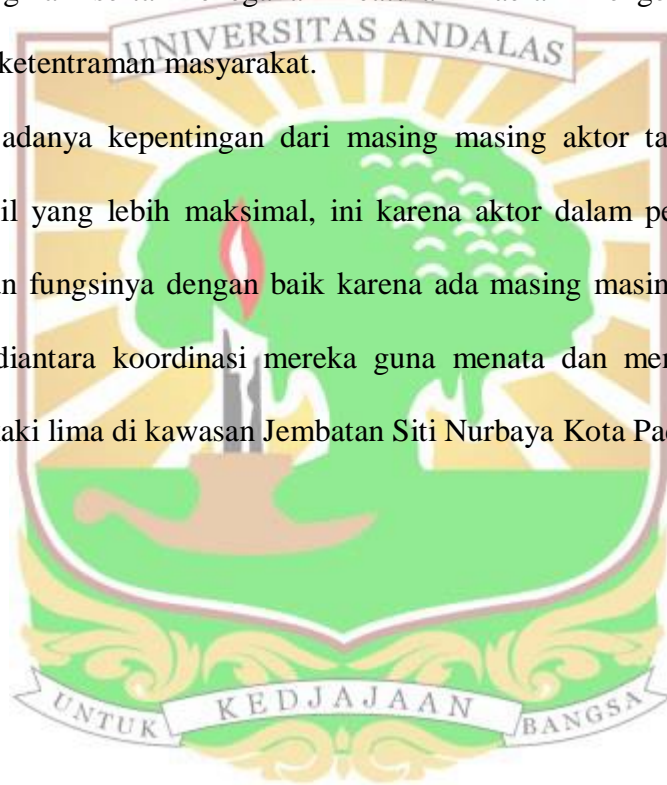 UNIVERSITAS ANDALAS
ketentraman masyarakat.
adanya kepentingan dari masing masing aktor ta
il yang lebih maksimal, ini karena aktor dalam pe
n fungsinya dengan baik karena ada masing masin
diantara koordinasi mereka guna menata dan mer
aki lima di kawasan Jembatan Siti Nurbaya Kota Pa
UNTUK KEDJAJAAN BANGSA